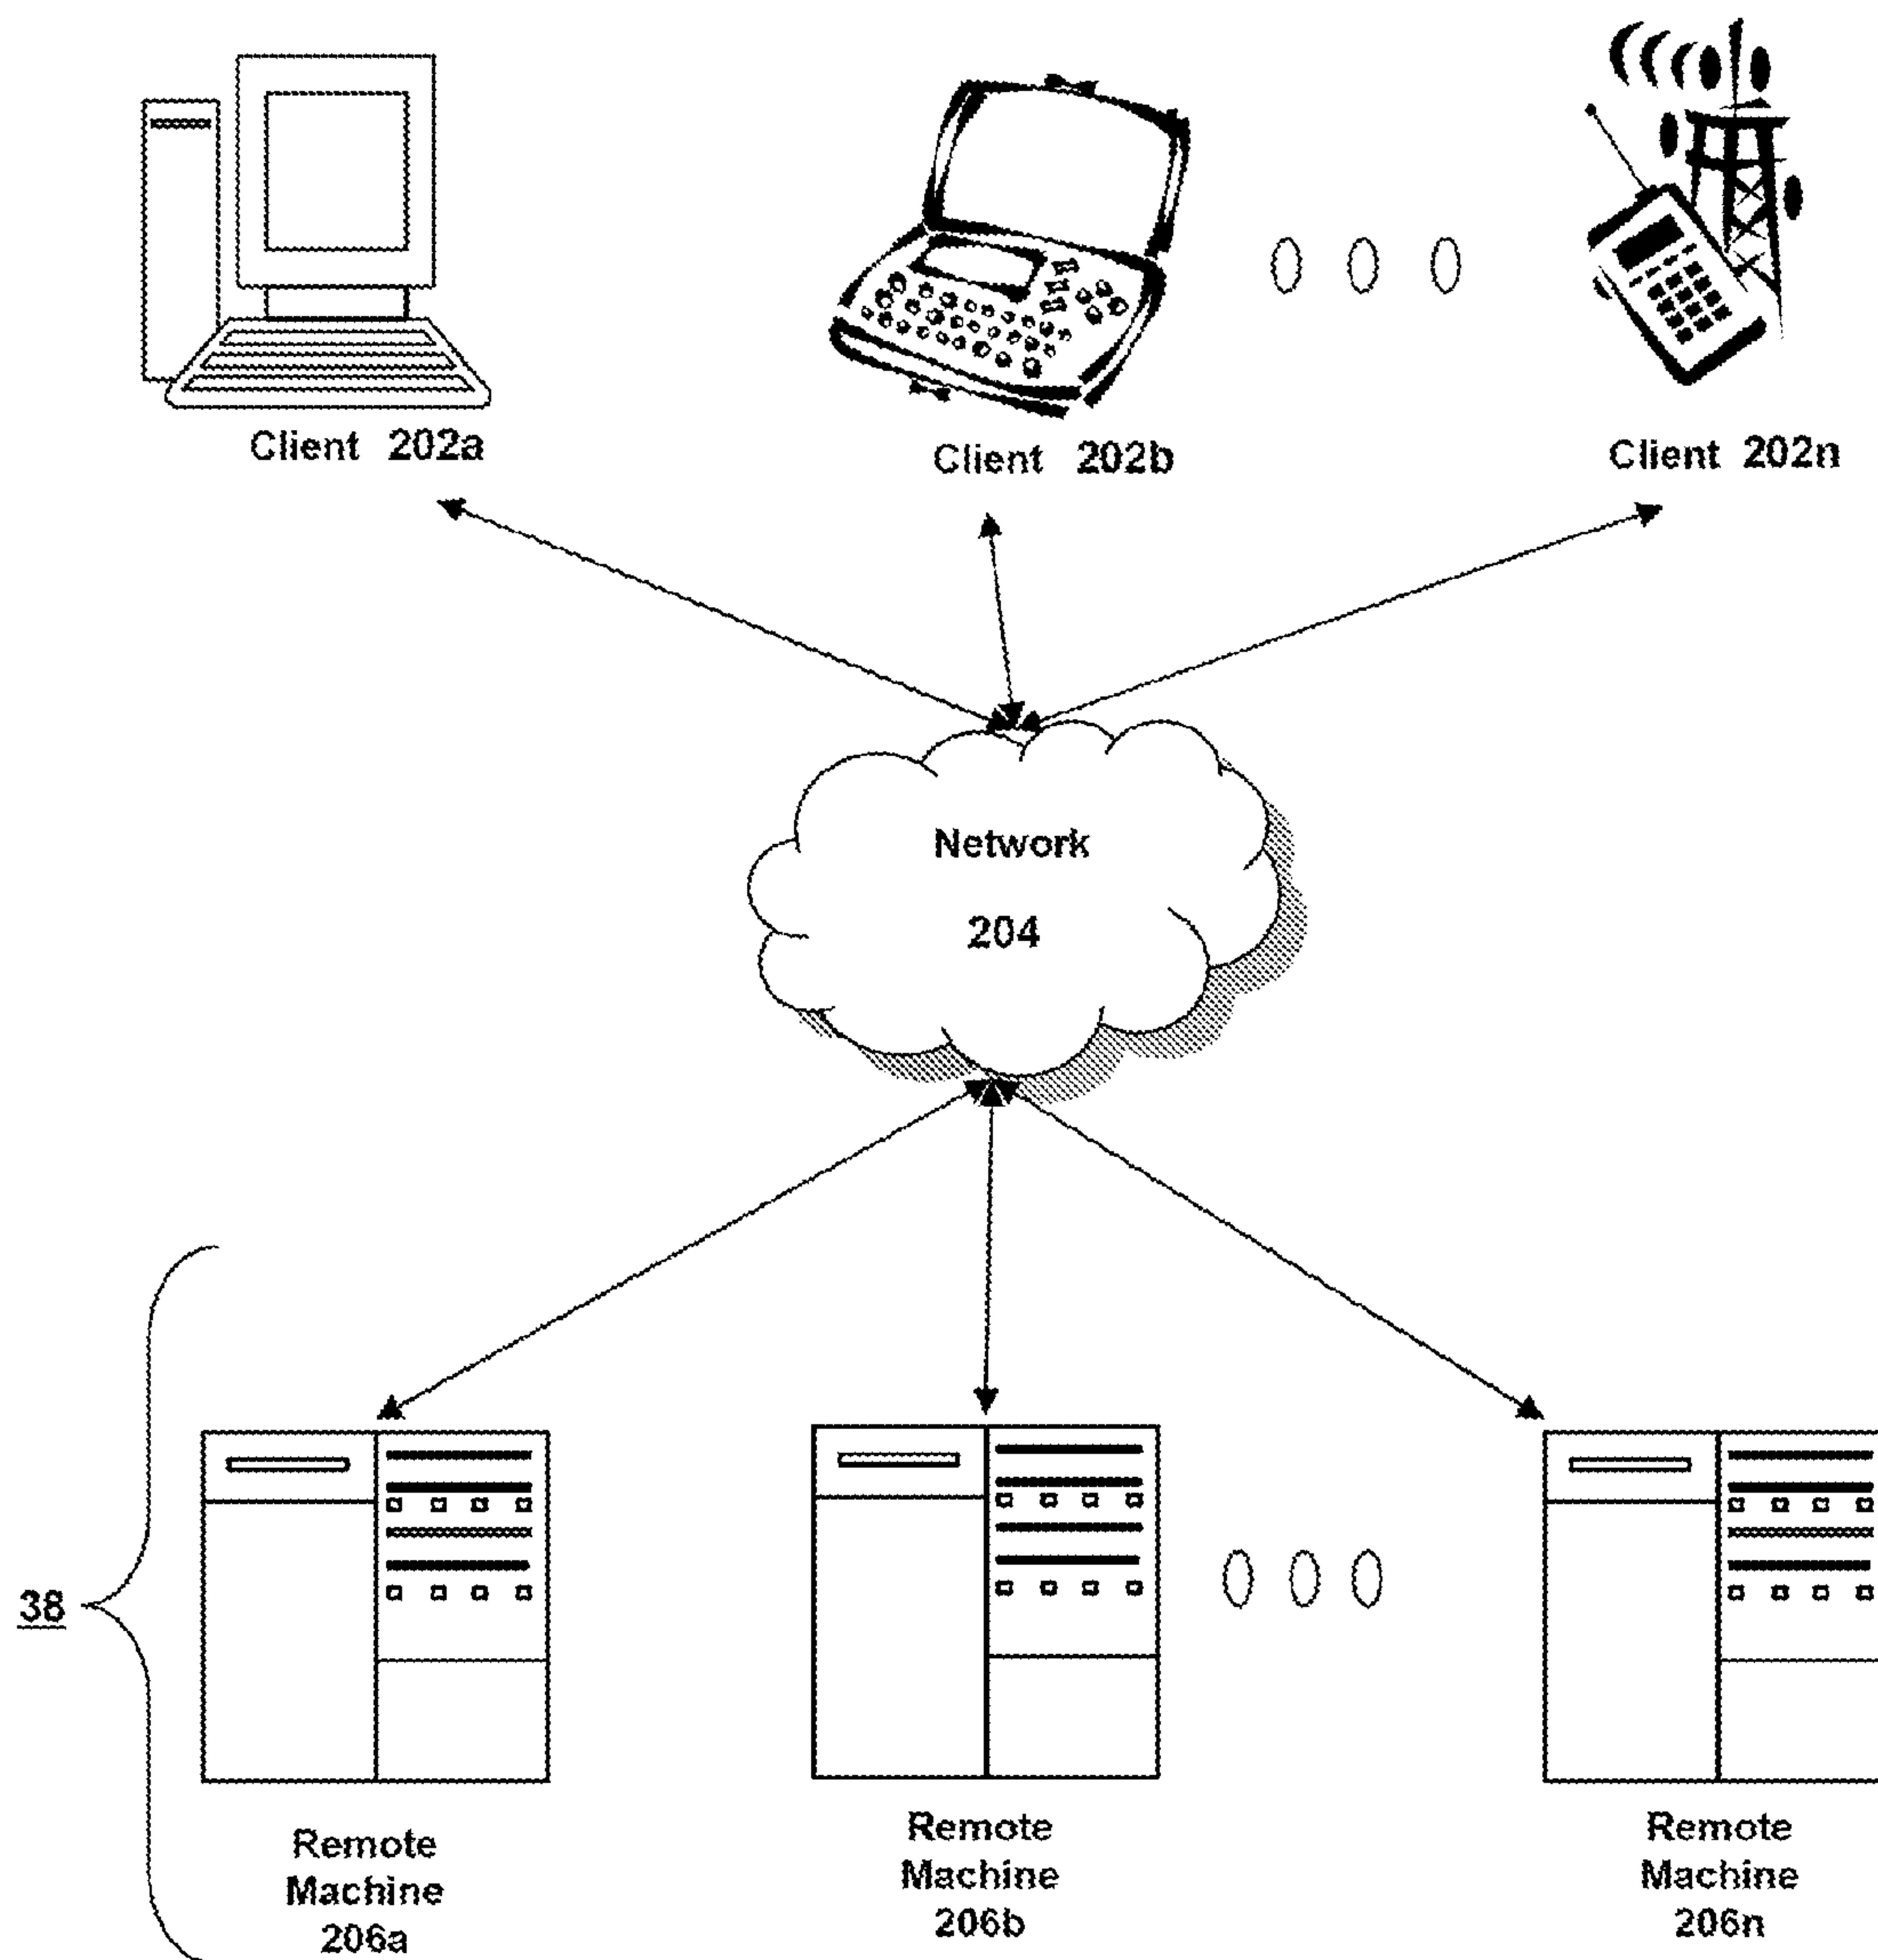 Client 202a
Client 202b
Client 202n
Network
204
38
Remote
Machine
206a
Remote
Machine
206b
Remote
Machine
206n